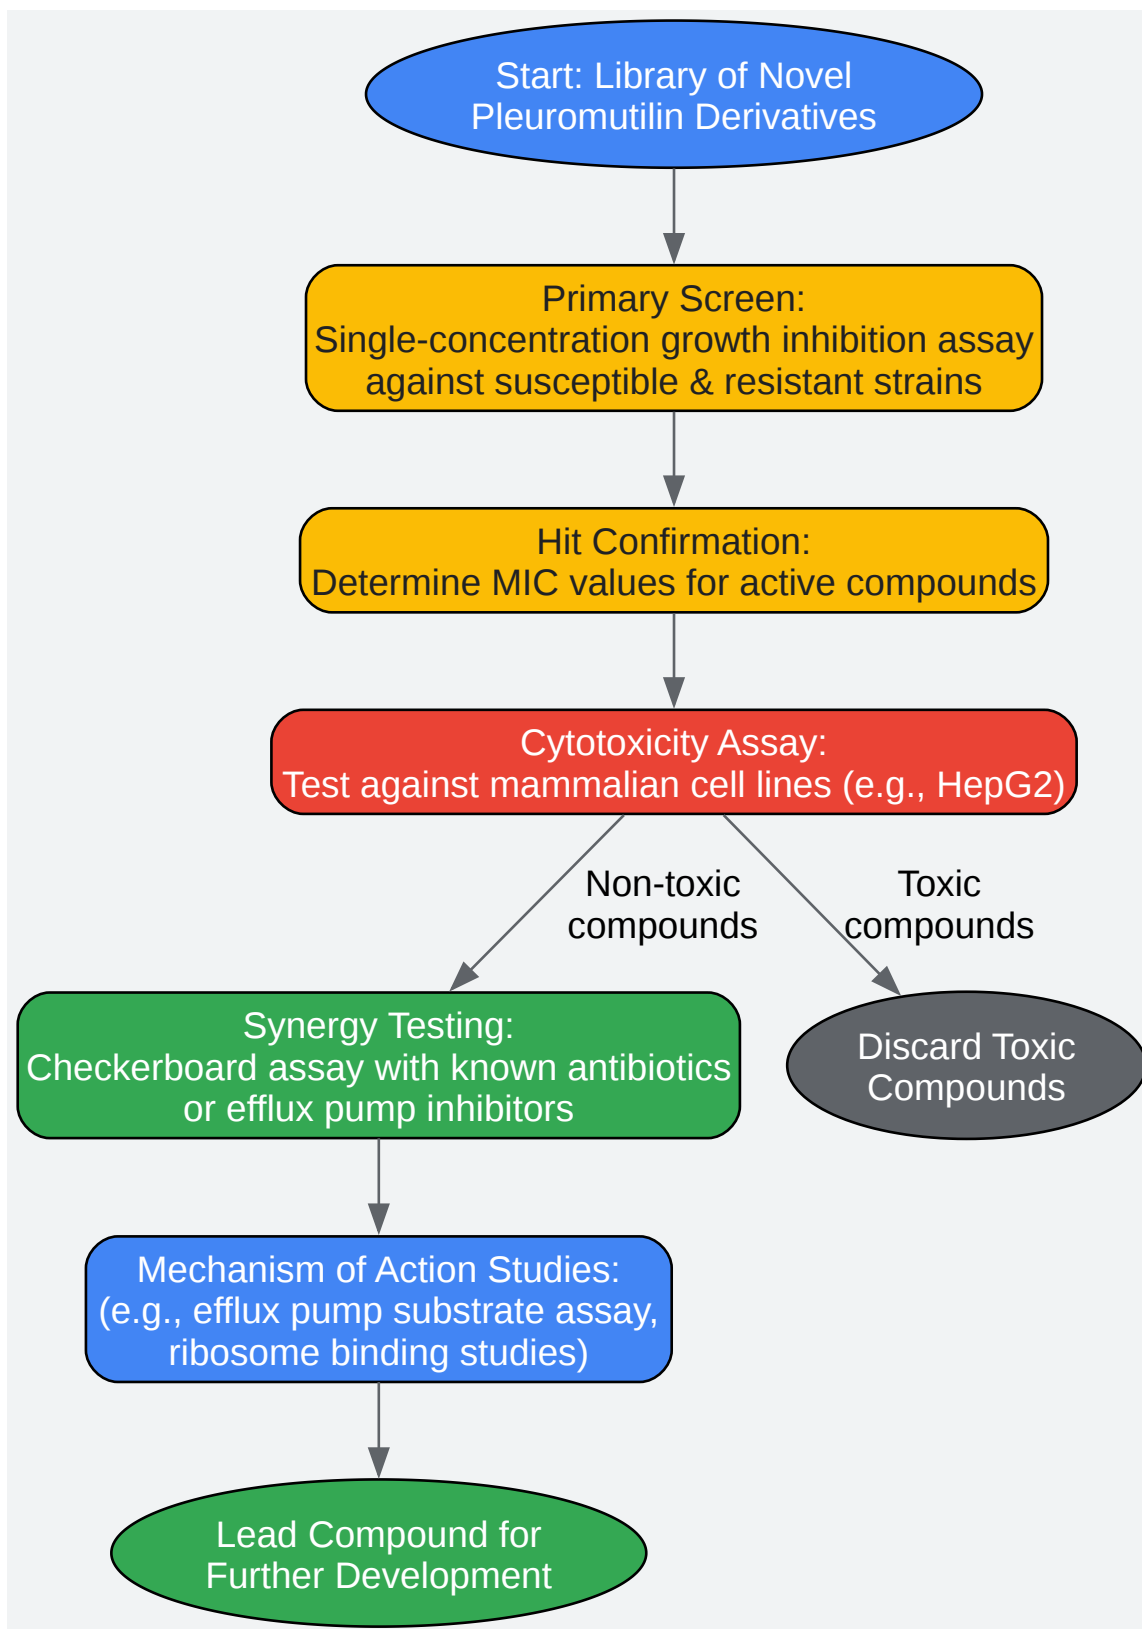 Start: Library of Novel
Pleuromutilin Derivatives
Primary Screen:
Single-concentration growth inhibition assay
against susceptible & resistant strains
Hit Confirmation:
Determine MIC values for active compounds
Cytotoxicity Assay:
Test against mammalian cell lines (e.g., HepG2)
Non-toxic
compounds
Toxic
compounds
Synergy Testing:
Checkerboard assay with known antibiotics
or efflux pump inhibitors
Discard Toxic
Compounds
Mechanism of Action Studies:
(e.g., efflux pump substrate assay,
ribosome binding studies)
Lead Compound for
Further Development